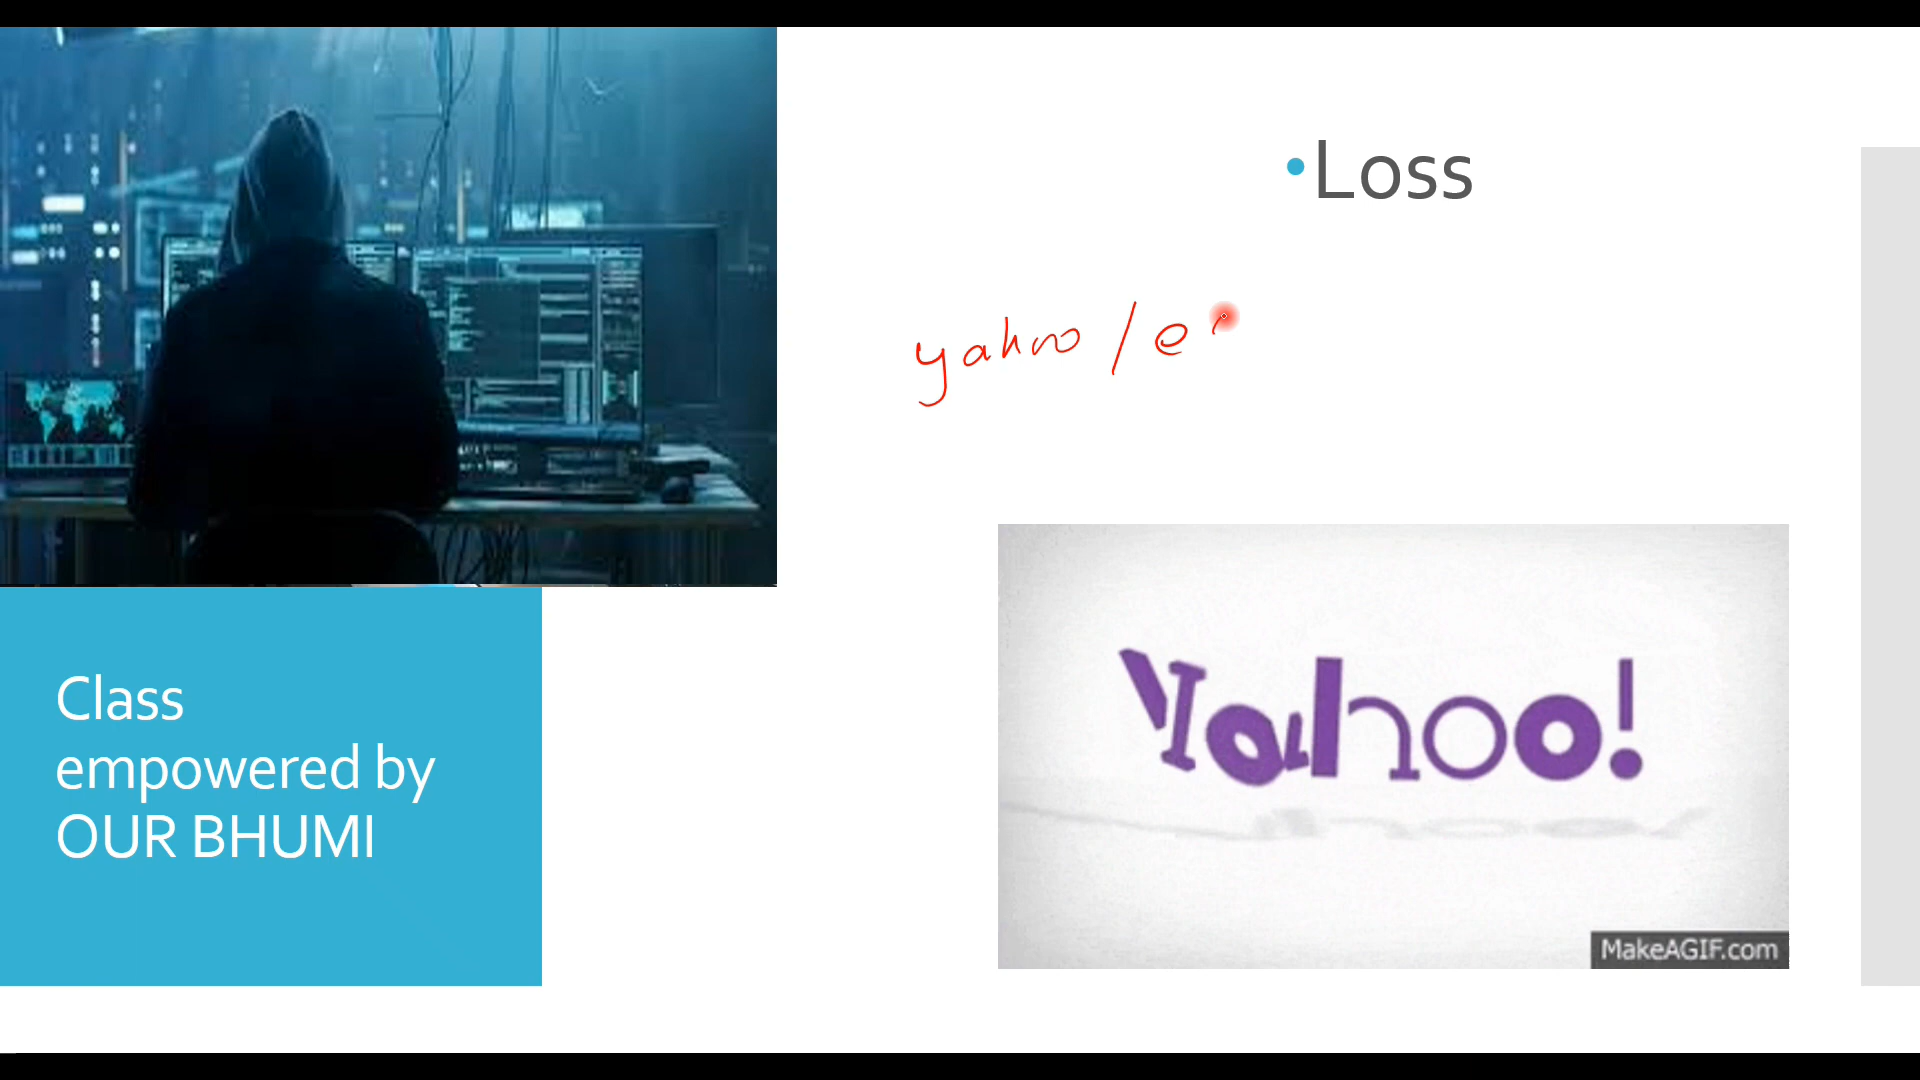 Loss
yahoo / e
Yahoo!
MakeAGIF.com
Class
empowered by
OUR BHUMI